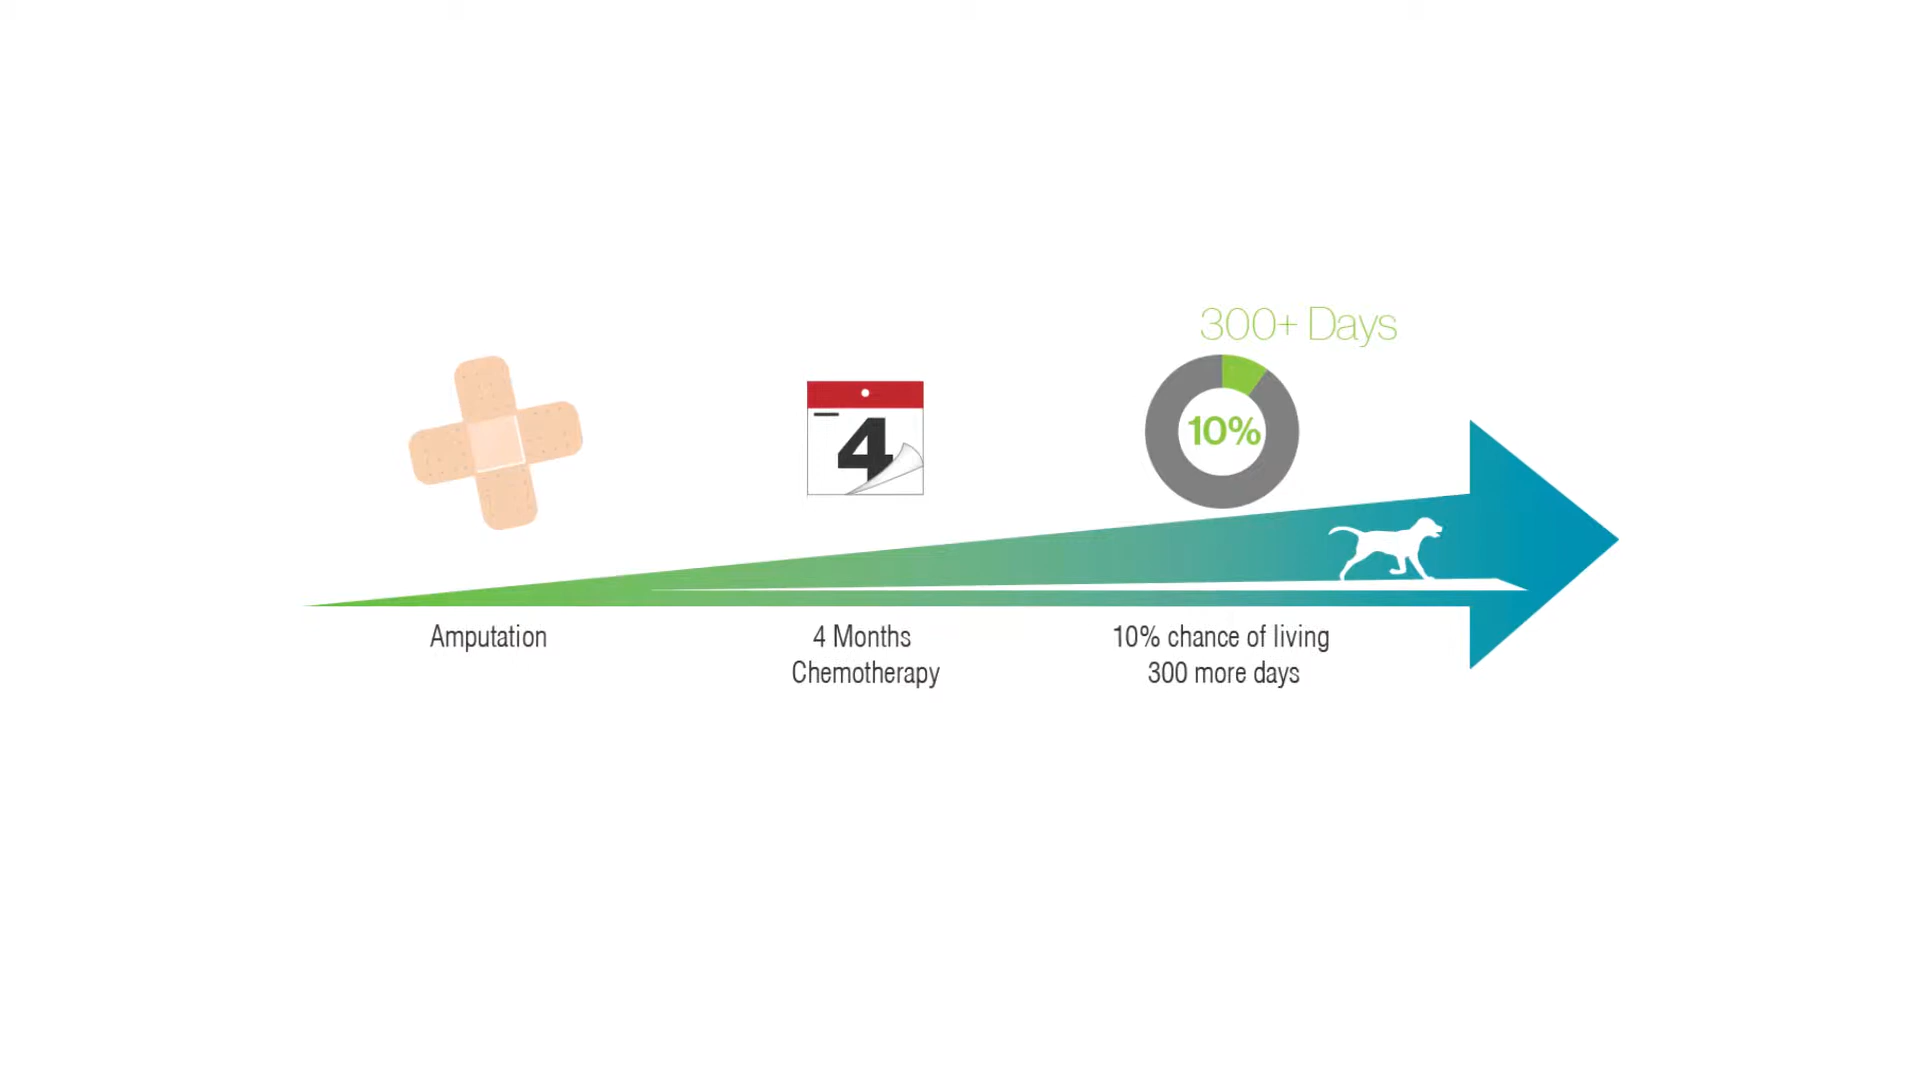 300+ Days
10%
4
Amputation
4 Months
Chemotherapy
10% chance of living
300 more days